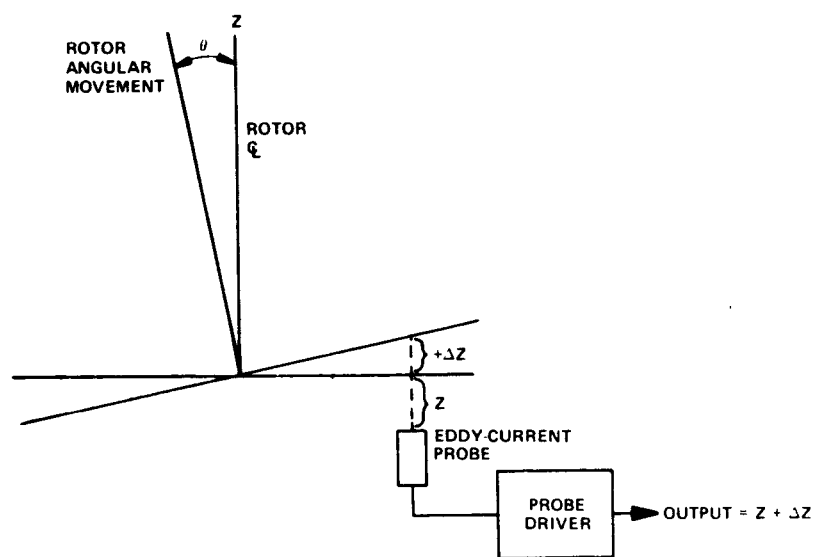 Z
ROTOR
ANGULAR
MOVEMENT
θ
ROTOR
℄
+ΔZ
Z
EDDY-CURRENT
PROBE
PROBE
DRIVER
OUTPUT = Z + ΔZ